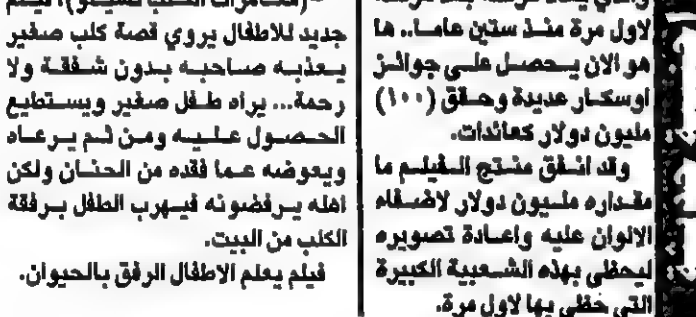 لاول مرة منذ ستين عاما.. ها
هو الان يحصل على جوائز
اوسكار عديدة وحقق (١٠٠)
مليون دولار كعائدات.
وقد انفق منتج الفيلم ما
مقداره مليون دولار لاضفاء
الالوان عليه واعادة تصويره
ليحظى بهذه الشعبية الكبيرة
التي حظي بها لاول مرة.
جديد للاطفال يروي قصة كلب صغير
يعذبه صاحبه بدون شفقة ولا
رحمة... يراه طفل صغير ويستطيع
الحصول عليه ومن ثم يرعاه
ويعوضه عما فقده من الحنان ولكن
اهله يرفضونه فيهرب الطفل برفقة
الكلب من البيت.
فيلم يعلم الاطفال الرفق بالحيوان.